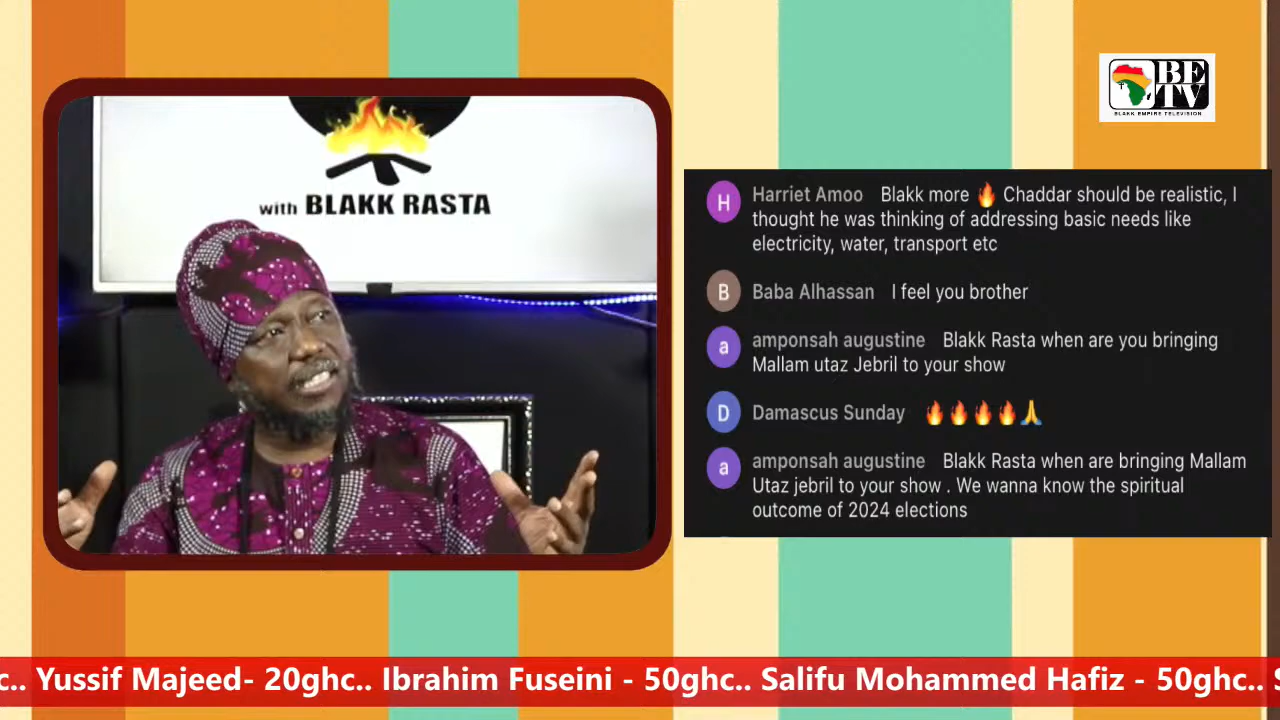 with BLAKK RASTA
BE
TV
BLAKK EMPIRE TELEVISION
H
Harriet Amoo Blakk more 🔥 Chaddar should be realistic, I
thought he was thinking of addressing basic needs like
electricity, water, transport etc
B
Baba Alhassan I feel you brother
a
amponsah augustine Blakk Rasta when are you bringing
Mallam utaz Jebril to your show
D
Damascus Sunday 🔥🔥🔥🔥🙏
a
amponsah augustine Blakk Rasta when are bringing Mallam
Utaz jebril to your show . We wanna know the spiritual
outcome of 2024 elections
c.. Yussif Majeed- 20ghc.. Ibrahim Fuseini - 50ghc.. Salifu Mohammed Hafiz - 50ghc.. S